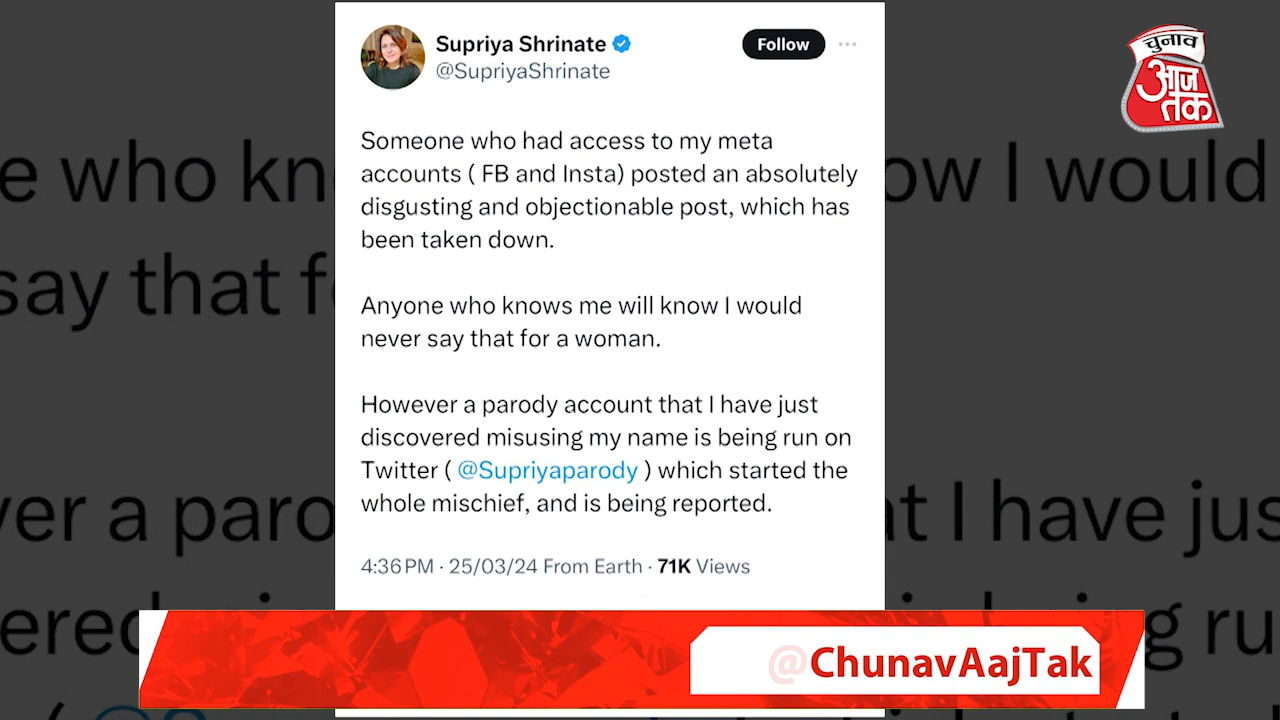 Supriya Shrinate
@SupriyaShrinate
Follow
चुनाव
आज
तक
Someone who had access to my meta
accounts ( FB and Insta) posted an absolutely
disgusting and objectionable post, which has
been taken down.
Anyone who knows me will know I would
never say that for a woman.
However a parody account that I have just
discovered misusing my name is being run on
Twitter ( @Supriyaparody ) which started the
whole mischief, and is being reported.
4:36 PM · 25/03/24 From Earth · 71K Views
@ChunavAajTak